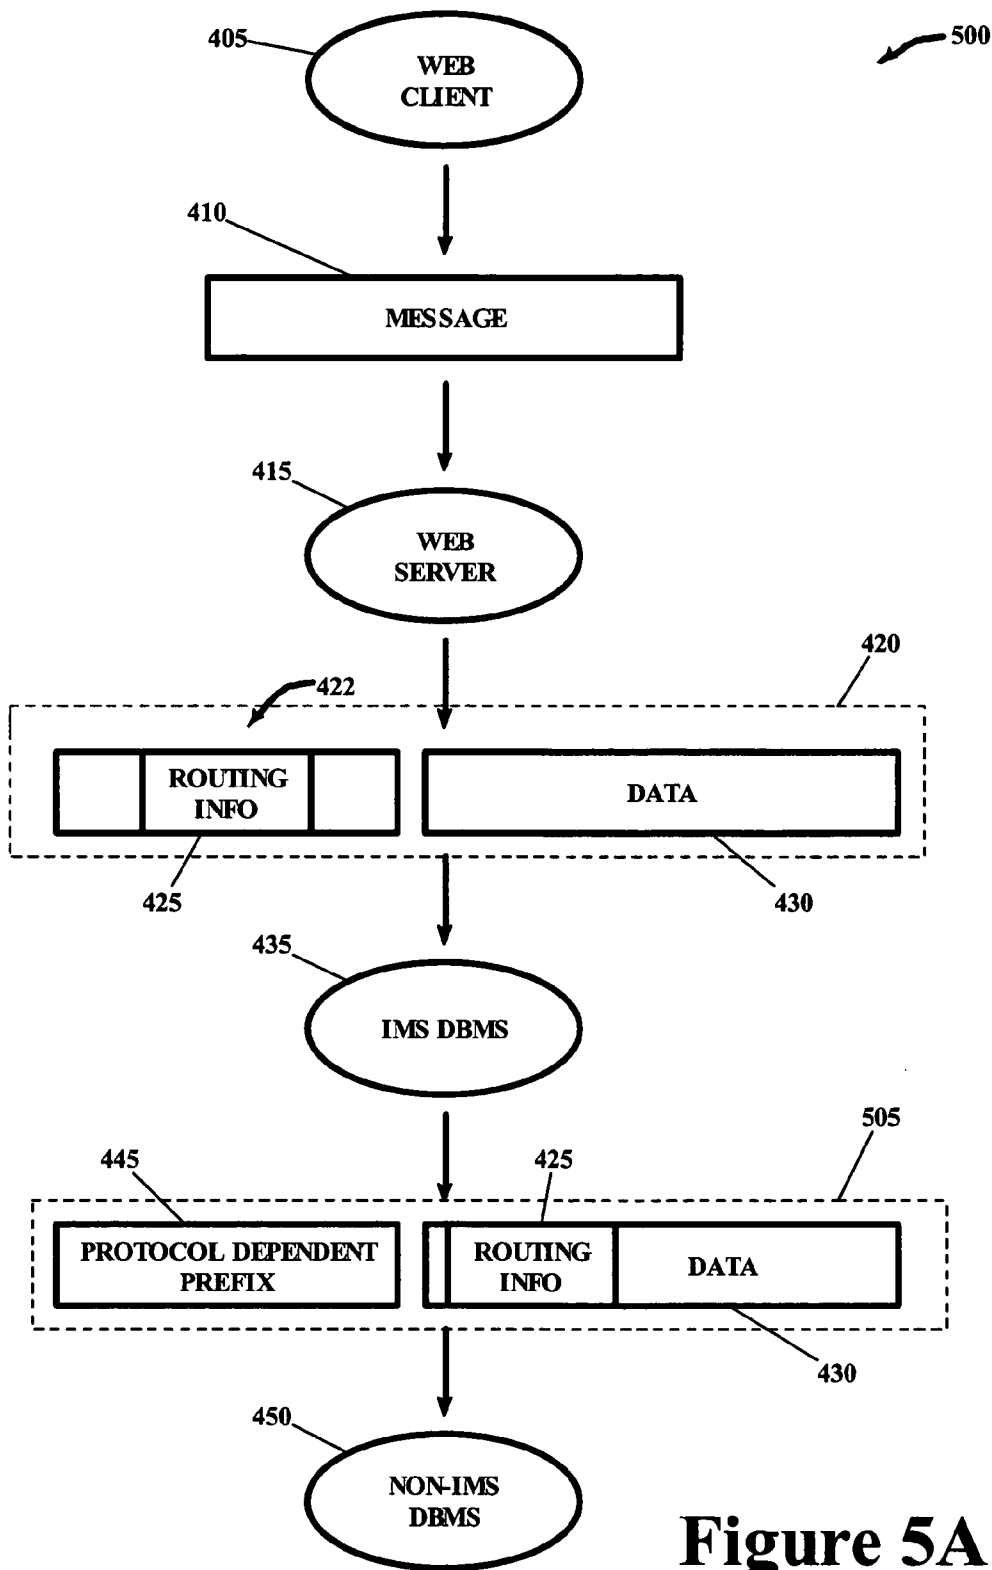 405
500
WEB
CLIENT
410
MESSAGE
415
WEB
SERVER
420
422
ROUTING
INFO
DATA
425
430
435
IMS DBMS
505
445
425
PROTOCOL DEPENDENT
PREFIX
ROUTING
INFO
DATA
430
450
NON-IMS
DBMS
Figure 5A